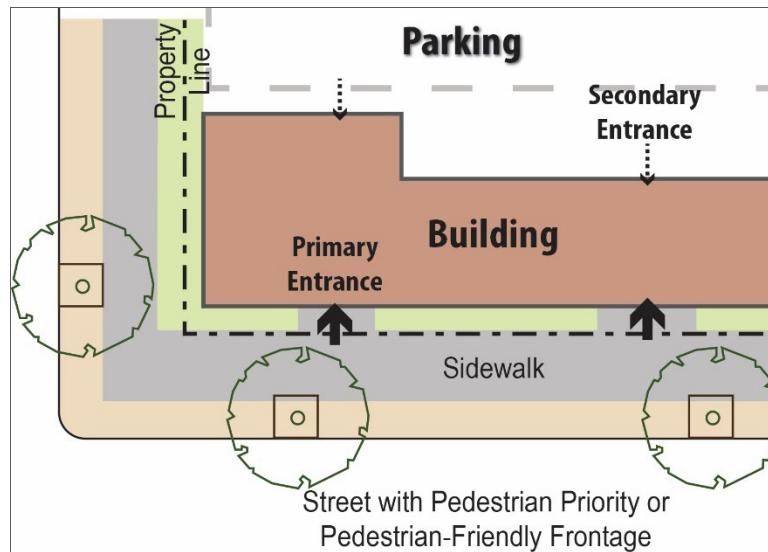 Parking
Property
Line
Secondary
Entrance
Building
Primary
Entrance
Sidewalk
Street with Pedestrian Priority or
Pedestrian-Friendly Frontage